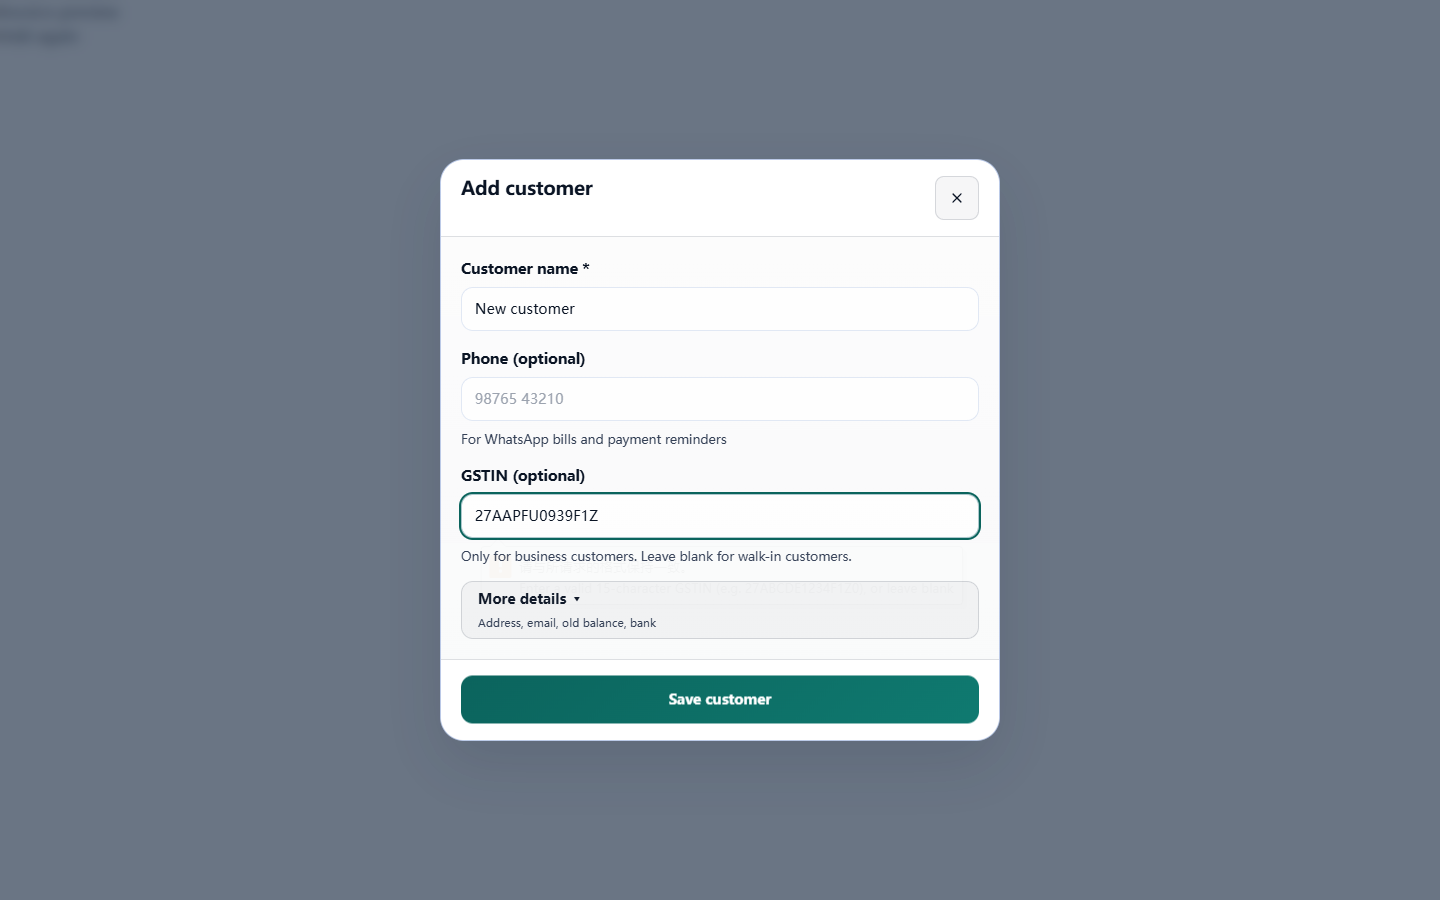 Add customer
×
Customer name *
New customer
Phone (optional)
98765 43210
For WhatsApp bills and payment reminders
GSTIN (optional)
27AAPFU0939F1Z
Only for business customers. Leave blank for walk-in customers.
More details ▾
Address, email, old balance, bank
Save customer